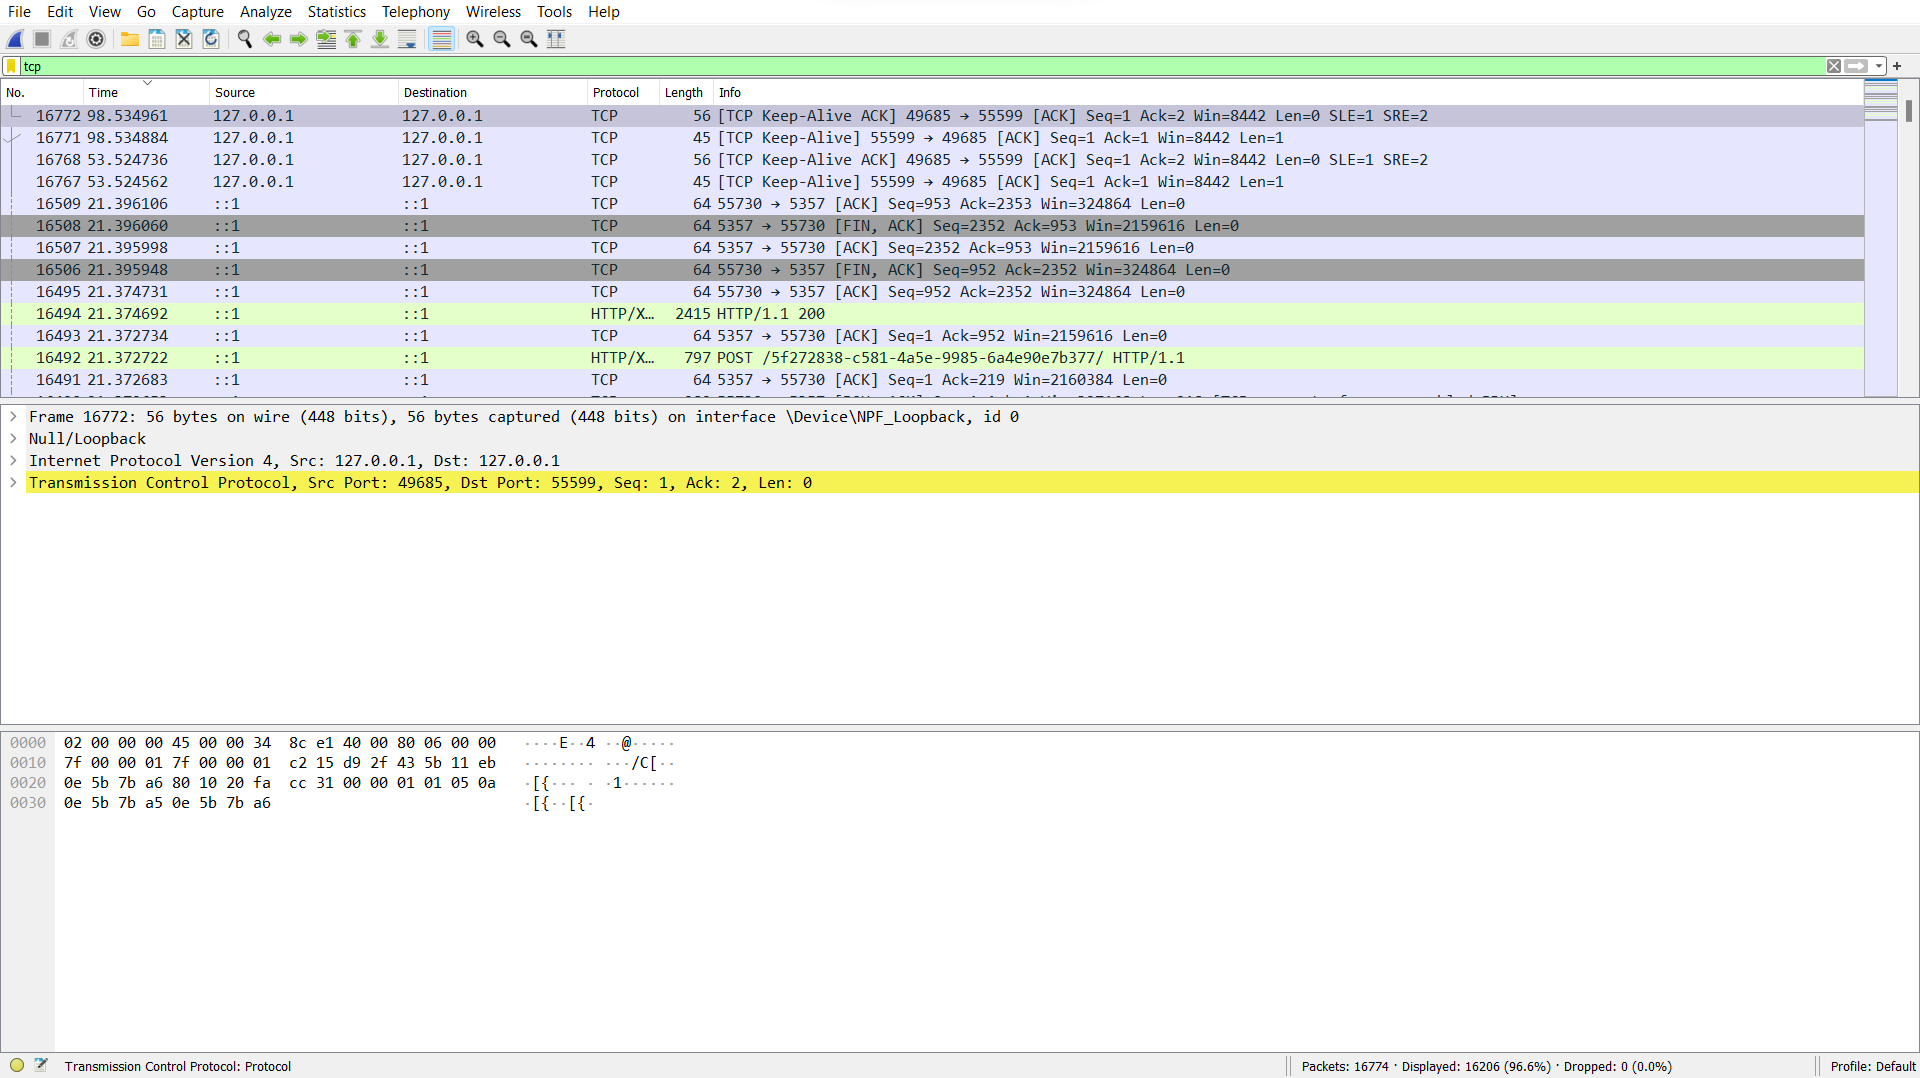 File Edit View Go Capture Analyze Statistics Telephony Wireless Tools Help
tcp
No. Time Source Destination Protocol Length Info
16772 98.534961 127.0.0.1 127.0.0.1 TCP 56 [TCP Keep-Alive ACK] 49685 → 55599 [ACK] Seq=1 Ack=2 Win=8442 Len=0 SLE=1 SRE=2
16771 98.534884 127.0.0.1 127.0.0.1 TCP 45 [TCP Keep-Alive] 55599 → 49685 [ACK] Seq=1 Ack=1 Win=8442 Len=1
16768 53.524736 127.0.0.1 127.0.0.1 TCP 56 [TCP Keep-Alive ACK] 49685 → 55599 [ACK] Seq=1 Ack=2 Win=8442 Len=0 SLE=1 SRE=2
16767 53.524562 127.0.0.1 127.0.0.1 TCP 45 [TCP Keep-Alive] 55599 → 49685 [ACK] Seq=1 Ack=1 Win=8442 Len=1
16509 21.396106 ::1 ::1 TCP 64 55730 → 5357 [ACK] Seq=953 Ack=2353 Win=324864 Len=0
16508 21.396060 ::1 ::1 TCP 64 5357 → 55730 [FIN, ACK] Seq=2352 Ack=953 Win=2159616 Len=0
16507 21.395998 ::1 ::1 TCP 64 5357 → 55730 [ACK] Seq=2352 Ack=953 Win=2159616 Len=0
16506 21.395948 ::1 ::1 TCP 64 55730 → 5357 [FIN, ACK] Seq=952 Ack=2352 Win=324864 Len=0
16495 21.374731 ::1 ::1 TCP 64 55730 → 5357 [ACK] Seq=952 Ack=2352 Win=324864 Len=0
16494 21.374692 ::1 ::1 HTTP/X… 2415 HTTP/1.1 200
16493 21.372734 ::1 ::1 TCP 64 5357 → 55730 [ACK] Seq=1 Ack=952 Win=2159616 Len=0
16492 21.372722 ::1 ::1 HTTP/X… 797 POST /5f272838-c581-4a5e-9985-6a4e90e7b377/ HTTP/1.1
16491 21.372683 ::1 ::1 TCP 64 5357 → 55730 [ACK] Seq=1 Ack=219 Win=2160384 Len=0
Frame 16772: 56 bytes on wire (448 bits), 56 bytes captured (448 bits) on interface \Device\NPF_Loopback, id 0
Null/Loopback
Internet Protocol Version 4, Src: 127.0.0.1, Dst: 127.0.0.1
Transmission Control Protocol, Src Port: 49685, Dst Port: 55599, Seq: 1, Ack: 2, Len: 0
0000 02 00 00 00 45 00 00 34 8c e1 40 00 80 06 00 00 ····E··4 ··@·····
0010 7f 00 00 01 7f 00 00 01 c2 15 d9 2f 43 5b 11 eb ········ ···/C[··
0020 0e 5b 7b a6 80 10 20 fa cc 31 00 00 01 01 05 0a ·[{··· · ·1······
0030 0e 5b 7b a5 0e 5b 7b a6 ·[{··[{·
Transmission Control Protocol: Protocol
Packets: 16774 · Displayed: 16206 (96.6%) · Dropped: 0 (0.0%)
Profile: Default